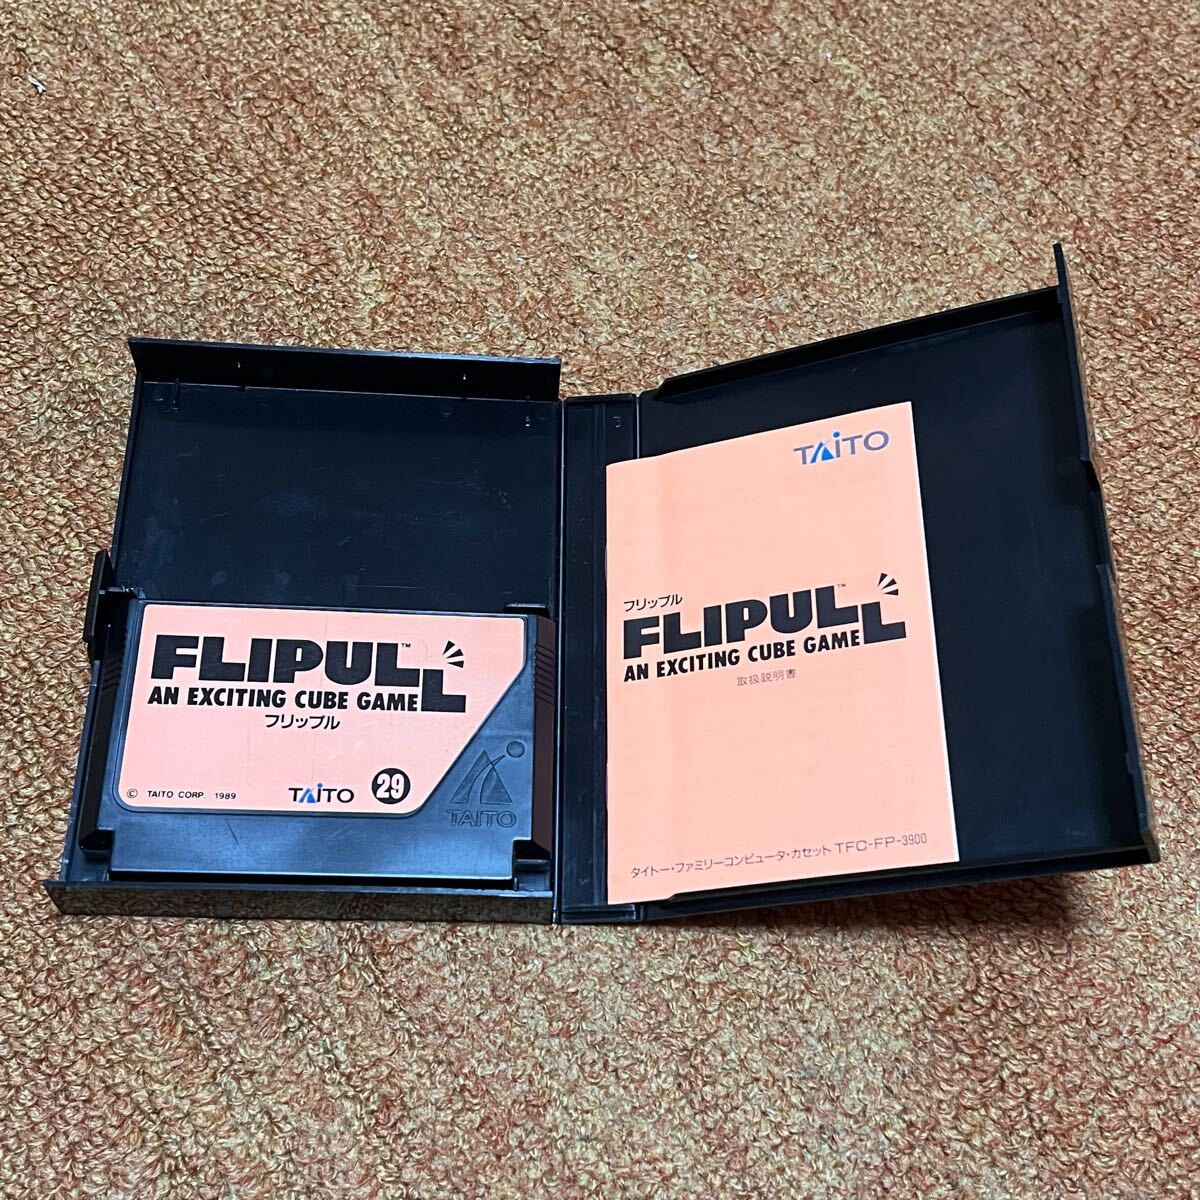 FLIPULL™
AN EXCITING CUBE GAME
フリップル
© TAITO CORP. 1989
TAITO
29
TAITO
TAITO
フリップル
FLIPULL™
AN EXCITING CUBE GAME
取扱説明書
タイトー・ファミリーコンピュータ・カセット TFC-FP-3900